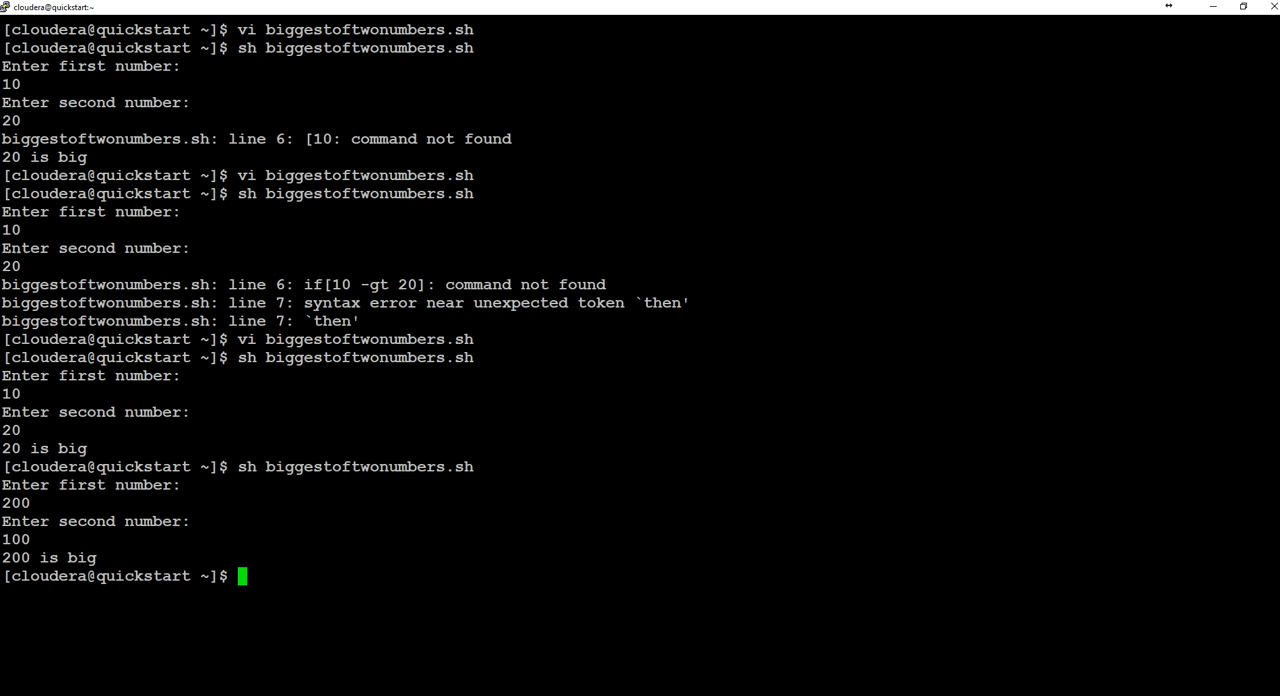 cloudera@quickstart:~
[cloudera@quickstart ~]$ vi biggestoftwonumbers.sh
[cloudera@quickstart ~]$ sh biggestoftwonumbers.sh
Enter first number:
10
Enter second number:
20
biggestoftwonumbers.sh: line 6: [10: command not found
20 is big
[cloudera@quickstart ~]$ vi biggestoftwonumbers.sh
[cloudera@quickstart ~]$ sh biggestoftwonumbers.sh
Enter first number:
10
Enter second number:
20
biggestoftwonumbers.sh: line 6: if[10 -gt 20]: command not found
biggestoftwonumbers.sh: line 7: syntax error near unexpected token `then'
biggestoftwonumbers.sh: line 7: `then'
[cloudera@quickstart ~]$ vi biggestoftwonumbers.sh
[cloudera@quickstart ~]$ sh biggestoftwonumbers.sh
Enter first number:
10
Enter second number:
20
20 is big
[cloudera@quickstart ~]$ sh biggestoftwonumbers.sh
Enter first number:
200
Enter second number:
100
200 is big
[cloudera@quickstart ~]$